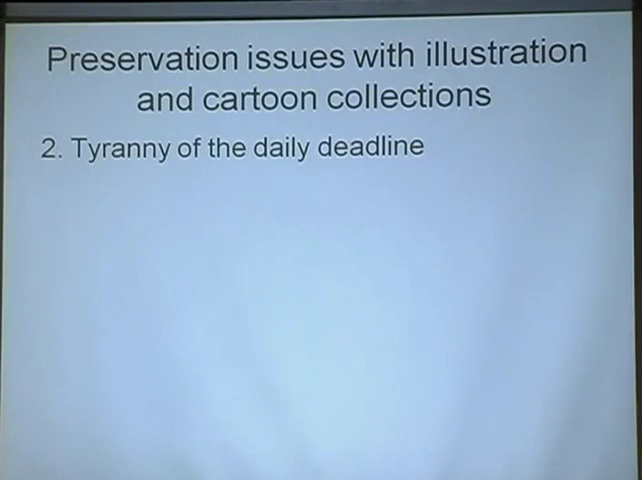 Preservation issues with illustration
and cartoon collections
2. Tyranny of the daily deadline